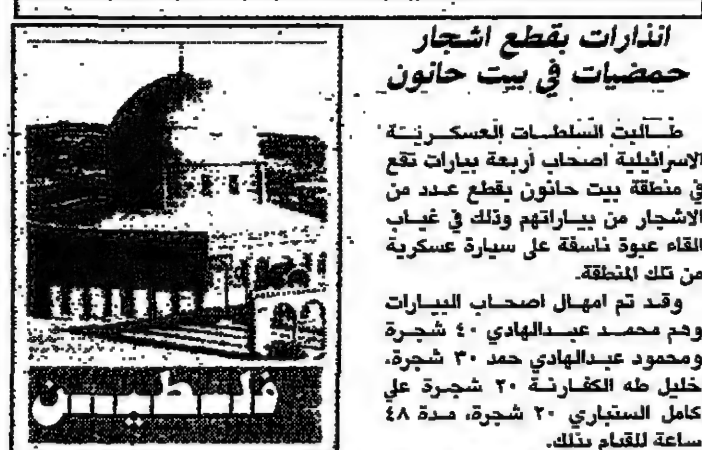 انذارات بقطع اشجار
حمضيات في بيت حانون
طالبت السلطات العسكرية
الاسرائيلية اصحاب اربعة بيارات تقع
في منطقة بيت حانون بقطع عدد من
الاشجار من بياراتهم وذلك في غياب
القاء عبوة ناسفة على سيارة عسكرية
من تلك المنطقة.
وقد تم امهال اصحاب البيارات
وهم محمد عبدالهادي ٤٠ شجرة
ومحمود عبدالهادي حمد ٣٠ شجرة،
خليل طه الكفارنة ٢٠ شجرة علي
كامل السنباري ٢٠ شجرة، مدة ٤٨
ساعة للقيام بذلك.
فلسطين